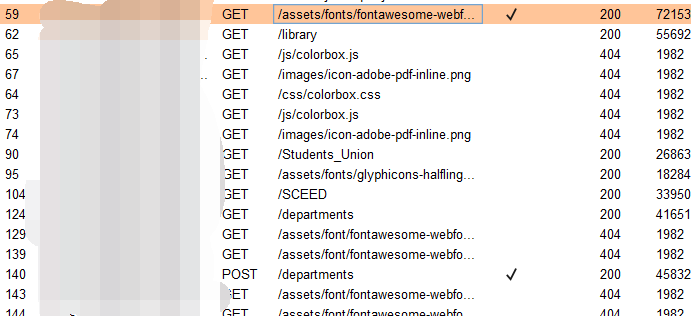 59 GET /assets/fonts/fontawesome-webf... ✓ 200 72153
62 GET /library 200 55692
65 GET /js/colorbox.js 404 1982
67 GET /images/icon-adobe-pdf-inline.png 404 1982
64 GET /css/colorbox.css 404 1982
73 GET /js/colorbox.js 404 1982
74 GET /images/icon-adobe-pdf-inline.png 404 1982
90 GET /Students_Union 200 26863
95 GET /assets/fonts/glyphicons-halfling... 200 18284
104 GET /SCEED 200 33950
124 GET /departments 200 41651
129 GET /assets/font/fontawesome-webfo... 404 1982
139 GET /assets/font/fontawesome-webfo... 404 1982
140 POST /departments ✓ 200 45832
143 GET /assets/font/fontawesome-webfo... 404 1982
144 GET /assets/font/fontawesome-webfo 404 1982